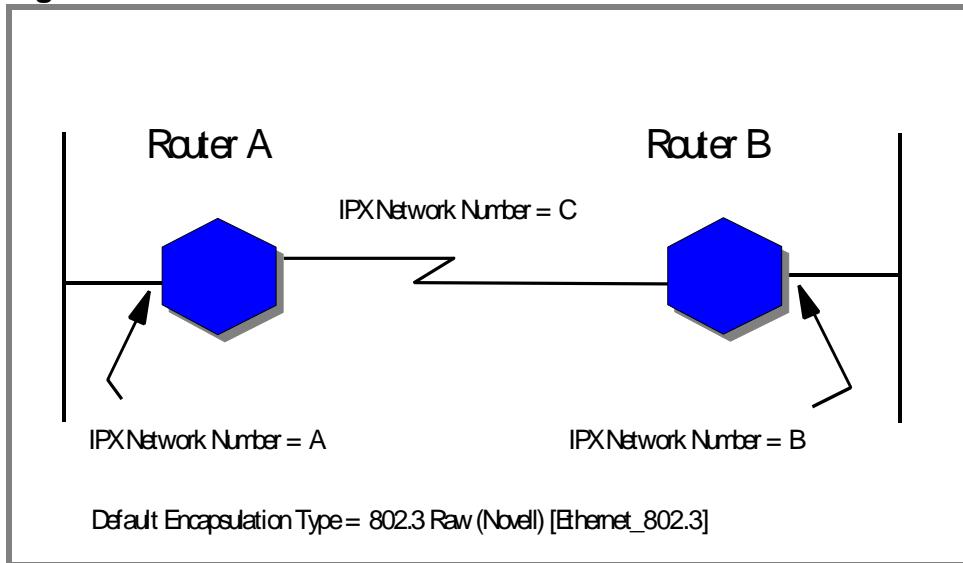 Router A
Router B
IPX Network Number = C
IPX Network Number = A
IPX Network Number = B
Default Encapsulation Type = 802.3 Raw (Novell) [Ethernet_802.3]